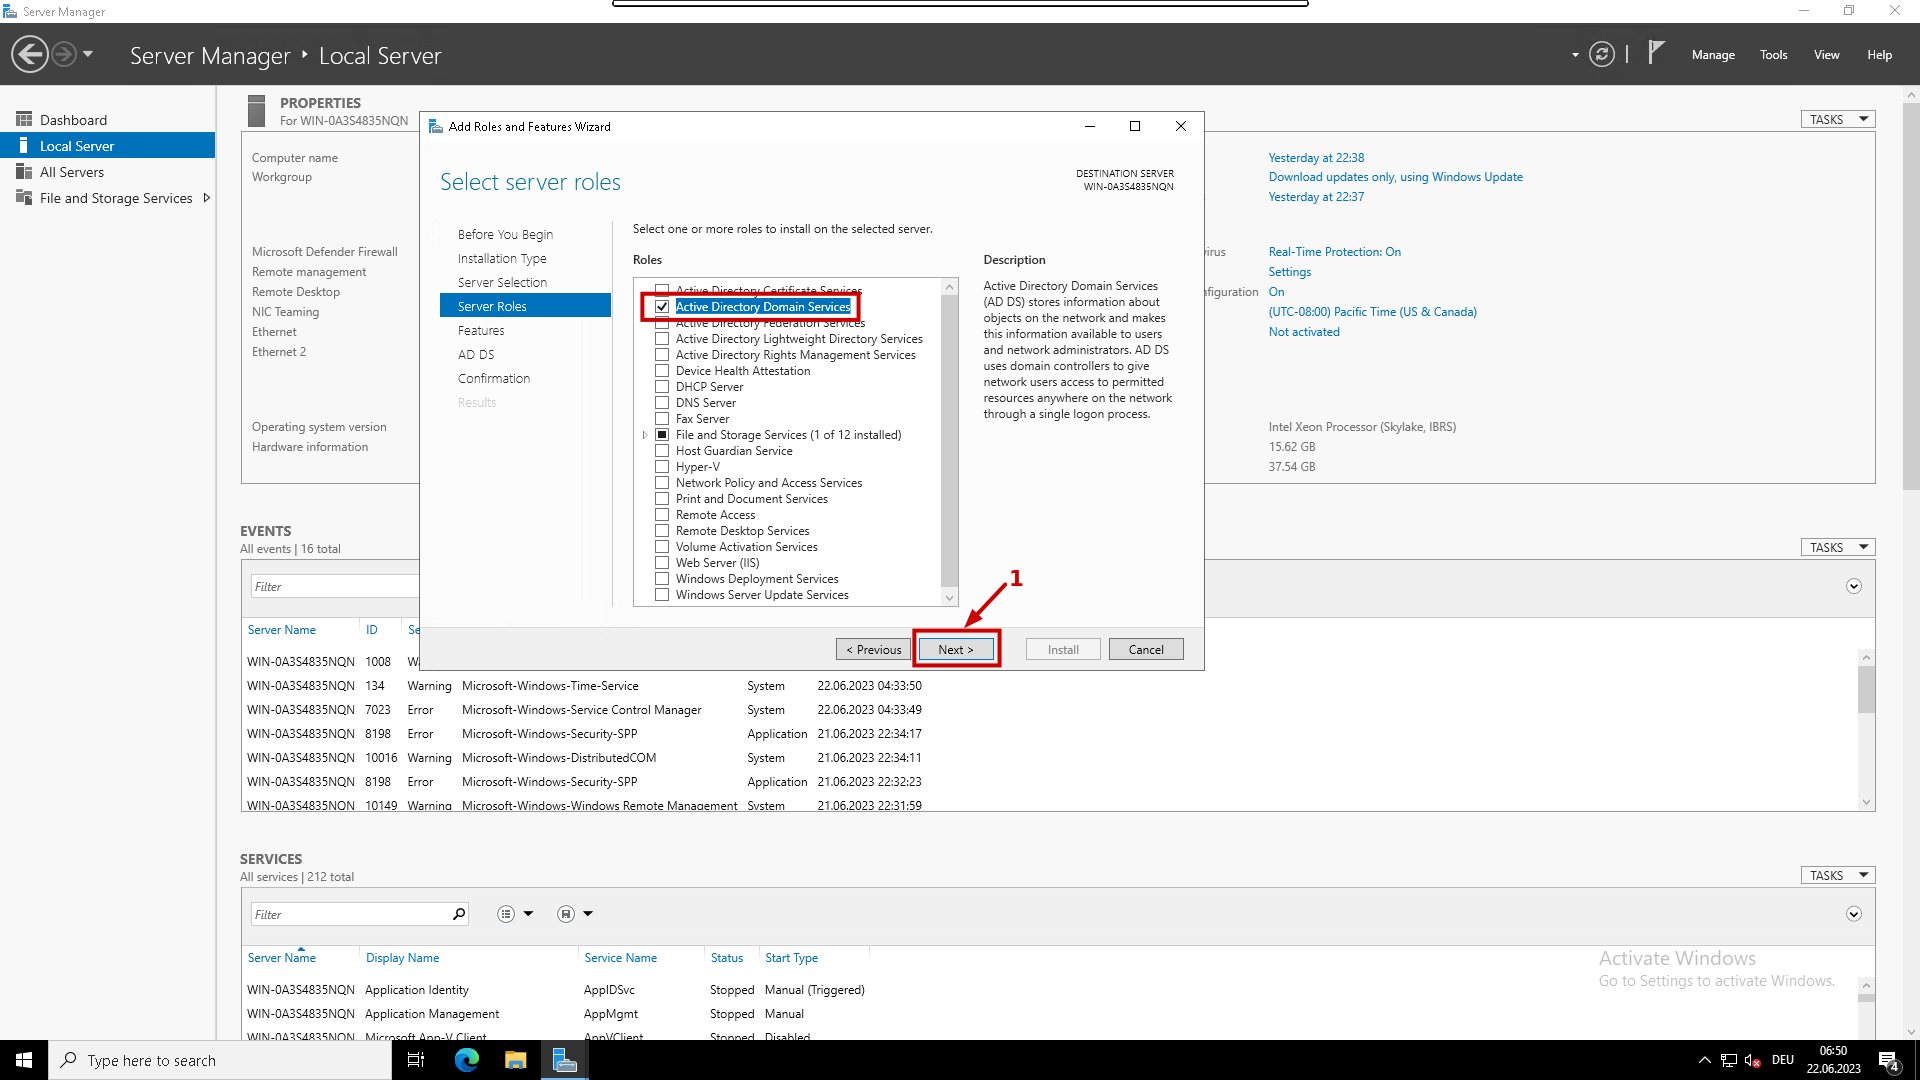 Server Manager
Server Manager ‣ Local Server
Manage Tools View Help
Dashboard
Local Server
All Servers
File and Storage Services
PROPERTIES
For WIN-0A3S4835NQN
TASKS
Computer name
Workgroup
Microsoft Defender Firewall
Remote management
Remote Desktop
NIC Teaming
Ethernet
Ethernet 2
Operating system version
Hardware information
Yesterday at 22:38
Download updates only, using Windows Update
Yesterday at 22:37
irus Real-Time Protection: On
Settings
figuration On
(UTC-08:00) Pacific Time (US & Canada)
Not activated
Intel Xeon Processor (Skylake, IBRS)
15.62 GB
37.54 GB
Add Roles and Features Wizard
Select server roles
DESTINATION SERVER
WIN-0A3S4835NQN
Before You Begin
Installation Type
Server Selection
Server Roles
Features
AD DS
Confirmation
Results
Select one or more roles to install on the selected server.
Roles
Active Directory Certificate Services
Active Directory Domain Services
Active Directory Federation Services
Active Directory Lightweight Directory Services
Active Directory Rights Management Services
Device Health Attestation
DHCP Server
DNS Server
Fax Server
File and Storage Services (1 of 12 installed)
Host Guardian Service
Hyper-V
Network Policy and Access Services
Print and Document Services
Remote Access
Remote Desktop Services
Volume Activation Services
Web Server (IIS)
Windows Deployment Services
Windows Server Update Services
Description
Active Directory Domain Services
(AD DS) stores information about
objects on the network and makes
this information available to users
and network administrators. AD DS
uses domain controllers to give
network users access to permitted
resources anywhere on the network
through a single logon process.
1
< Previous Next > Install Cancel
EVENTS
All events | 16 total
TASKS
Filter
Server Name ID Se
WIN-0A3S4835NQN 1008 W
WIN-0A3S4835NQN 134 Warning Microsoft-Windows-Time-Service System 22.06.2023 04:33:50
WIN-0A3S4835NQN 7023 Error Microsoft-Windows-Service Control Manager System 22.06.2023 04:33:49
WIN-0A3S4835NQN 8198 Error Microsoft-Windows-Security-SPP Application 21.06.2023 22:34:17
WIN-0A3S4835NQN 10016 Warning Microsoft-Windows-DistributedCOM System 21.06.2023 22:34:11
WIN-0A3S4835NQN 8198 Error Microsoft-Windows-Security-SPP Application 21.06.2023 22:32:23
WIN-0A3S4835NQN 10149 Warning Microsoft-Windows-Windows Remote Management System 21.06.2023 22:31:59
SERVICES
All services | 212 total
TASKS
Filter
Server Name Display Name Service Name Status Start Type
WIN-0A3S4835NQN Application Identity AppIDSvc Stopped Manual (Triggered)
WIN-0A3S4835NQN Application Management AppMgmt Stopped Manual
WIN-0A3S4835NQN Microsoft App-V Client AppVClient Stopped Disabled
Activate Windows
Go to Settings to activate Windows.
Type here to search
DEU
06:50
22.06.2023
4